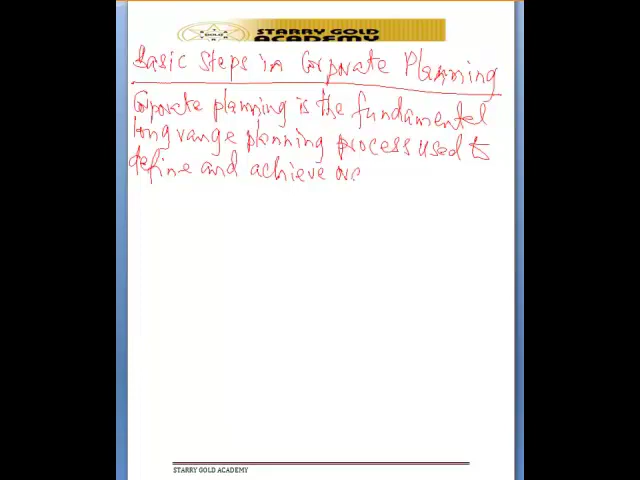 STARRY GOLD
ACADEMY
Basic Steps in Corporate Planning
Corporate planning is the fundamental
long range planning process used to
define and achieve
STARRY GOLD ACADEMY